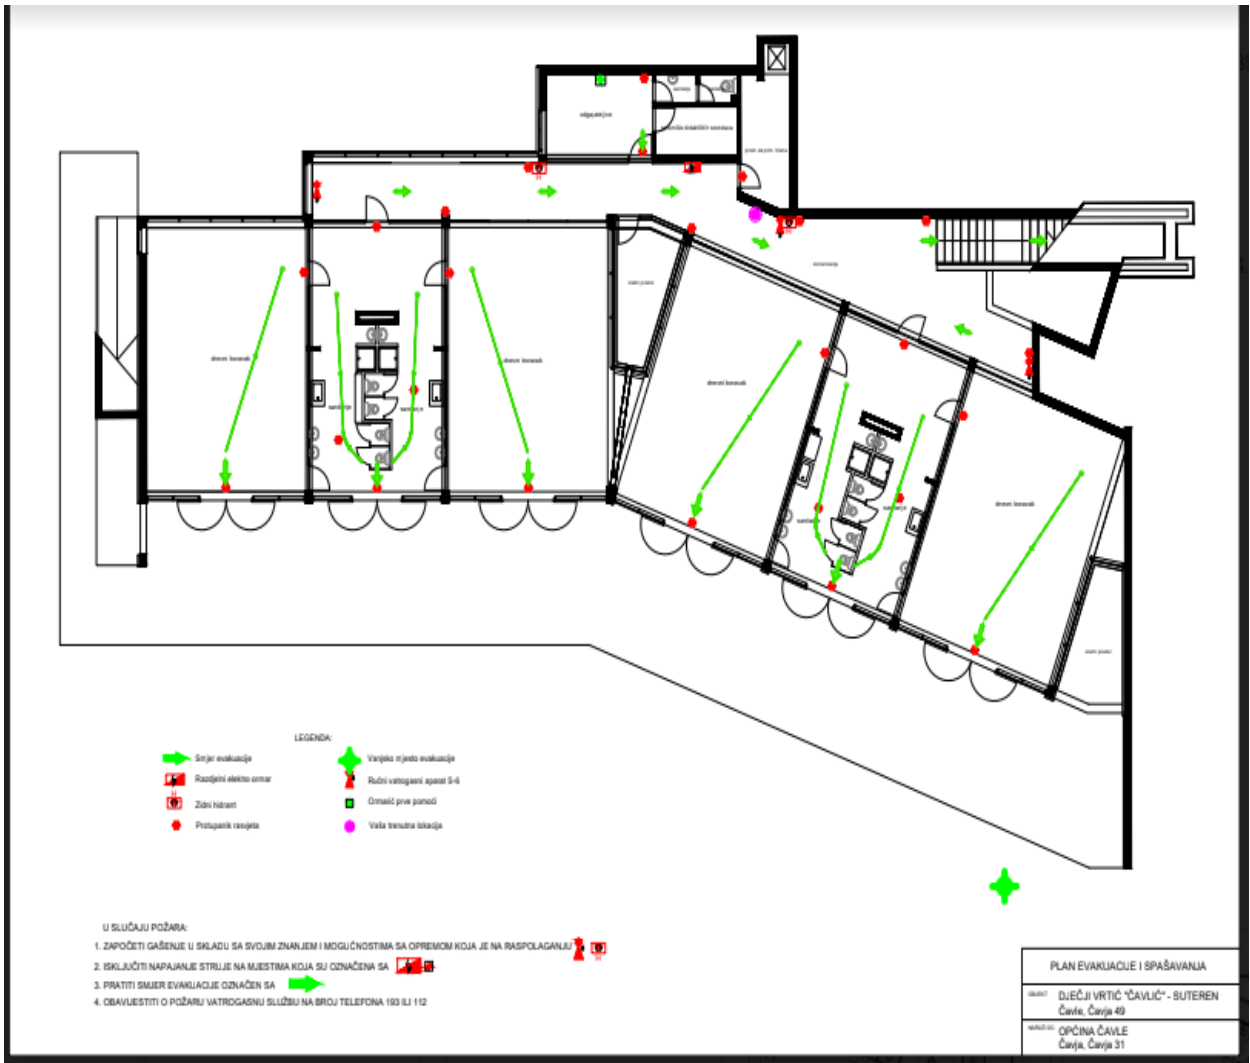 odgajateljice
dnevni boravak
dnevni boravak
sanitarije
sanitarije
dnevni boravak
sanitarije
sanitarije
dnevni boravak
LEGENDA:
Smjer evakuacije
Vanjsko mjesto evakuacije
Razdjelni elektro ormar
Ručni vatrogasni aparat S-6
Zidni hidrant
Ormarić prve pomoći
Protupanik rasvjeta
Vaša trenutna lokacija
U SLUČAJU POŽARA:
1. ZAPOČETI GAŠENJE U SKLADU SA SVOJIM ZNANJEM I MOGUĆNOSTIMA SA OPREMOM KOJA JE NA RASPOLAGANJU
2. ISKLJUČITI NAPAJANJE STRUJE NA MJESTIMA KOJA SU OZNAČENA SA
3. PRATITI SMJER EVAKUACIJE OZNAČEN SA
4. OBAVIJESTITI O POŽARU VATROGASNU SLUŽBU NA BROJ TELEFONA 193 ILI 112
PLAN EVAKUACIJE I SPAŠAVANJA
DJEČJI VRTIĆ "ČAVLIĆ" - SUTEREN
Čavle, Čavja 49
OPĆINA ČAVLE
Čavja, Čavja 31